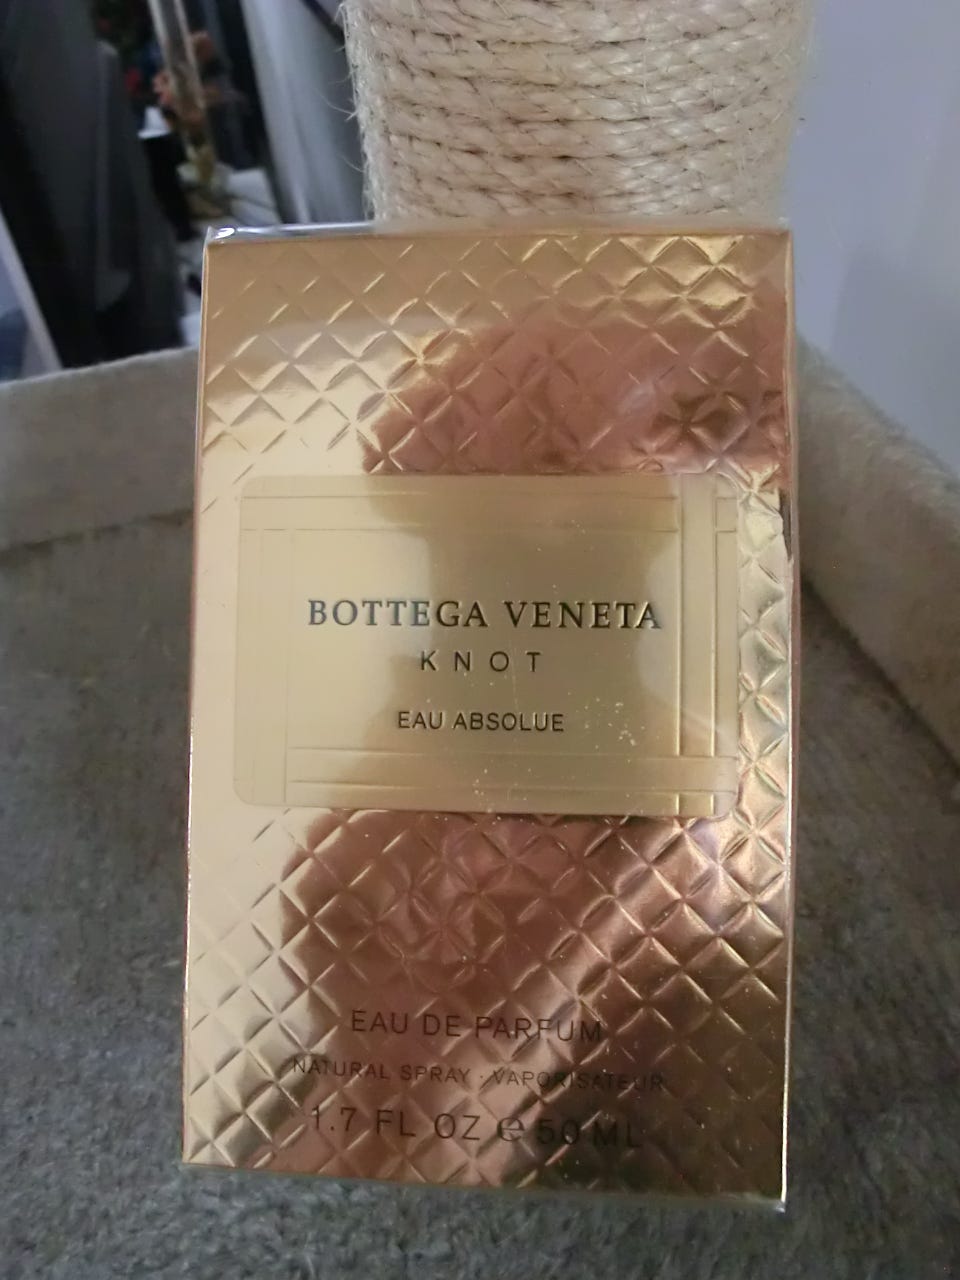 BOTTEGA VENETA
KNOT
EAU ABSOLUE
EAU DE PARFUM
NATURAL SPRAY · VAPORISATEUR
1.7 FL OZ ℮ 50 ML